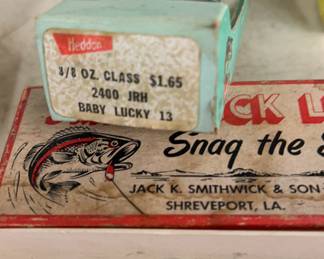 Heddon
3/8 OZ. CLASS $1.65
2400 JRH
BABY LUCKY 13
CK L
Snag the
JACK K. SMITHWICK & SON
SHREVEPORT, LA.